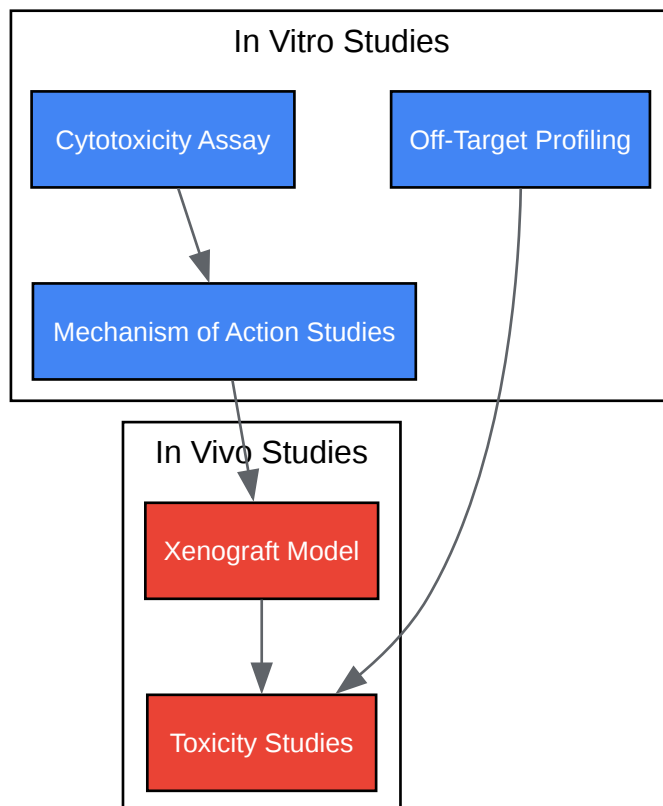 In Vitro Studies
Cytotoxicity Assay
Off-Target Profiling
Mechanism of Action Studies
In Vivo Studies
Xenograft Model
Toxicity Studies